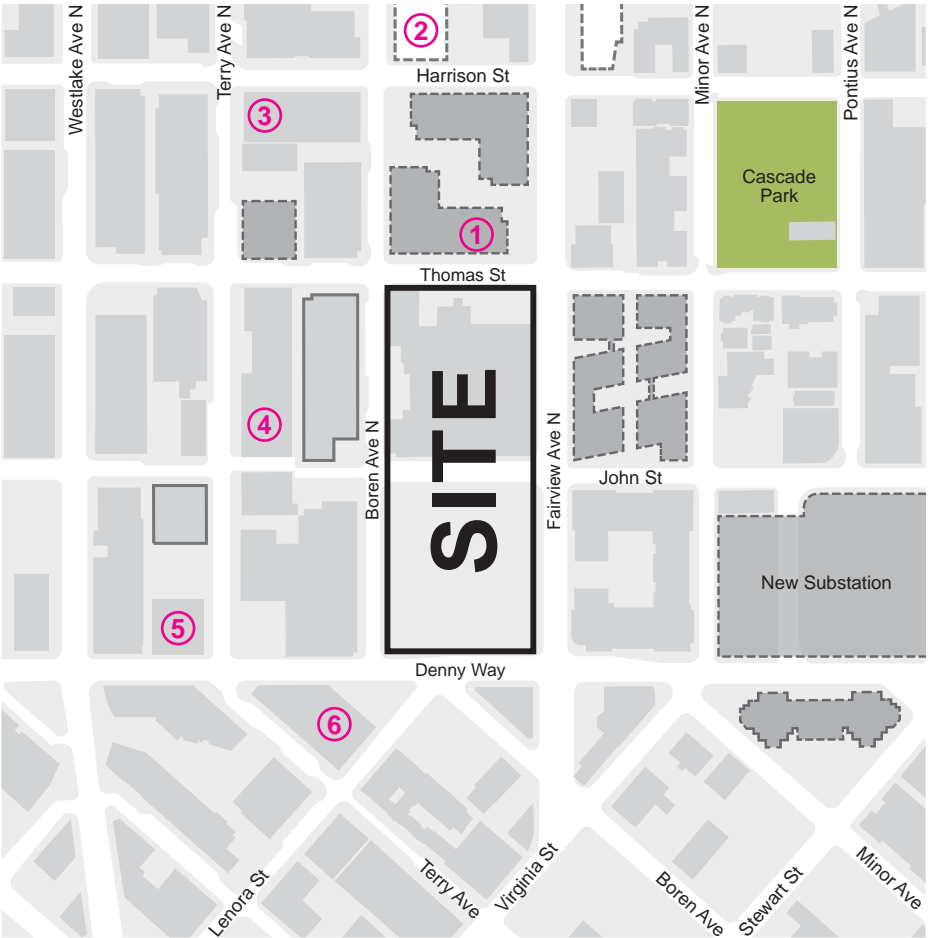 Westlake Ave N
Terry Ave N
2
Minor Ave N
Pontius Ave N
Harrison St
3
Cascade
Park
1
Thomas St
4
Boren Ave N
SITE
Fairview Ave N
John St
New Substation
5
Denny Way
6
Lenora St
Terry Ave
Virginia St
Boren Ave
Stewart St
Minor Ave